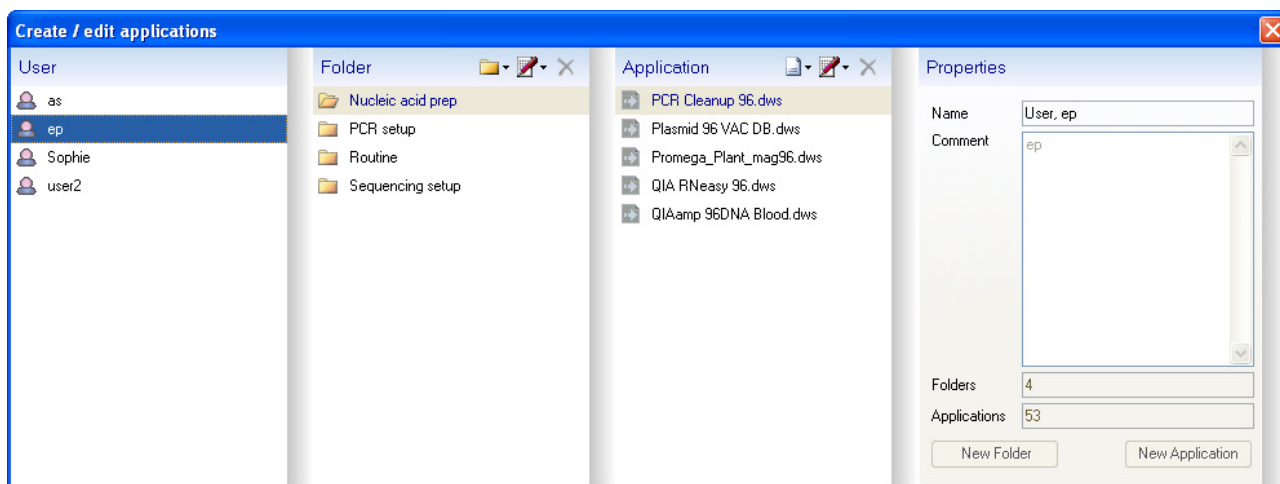 Create / edit applications
User
as
ep
Sophie
user2
Folder
Nucleic acid prep
PCR setup
Routine
Sequencing setup
Application
PCR Cleanup 96.dws
Plasmid 96 VAC DB.dws
Promega_Plant_mag96.dws
QIA RNeasy 96.dws
QIAamp 96DNA Blood.dws
Properties
Name User, ep
Comment ep
Folders 4
Applications 53
New Folder New Application